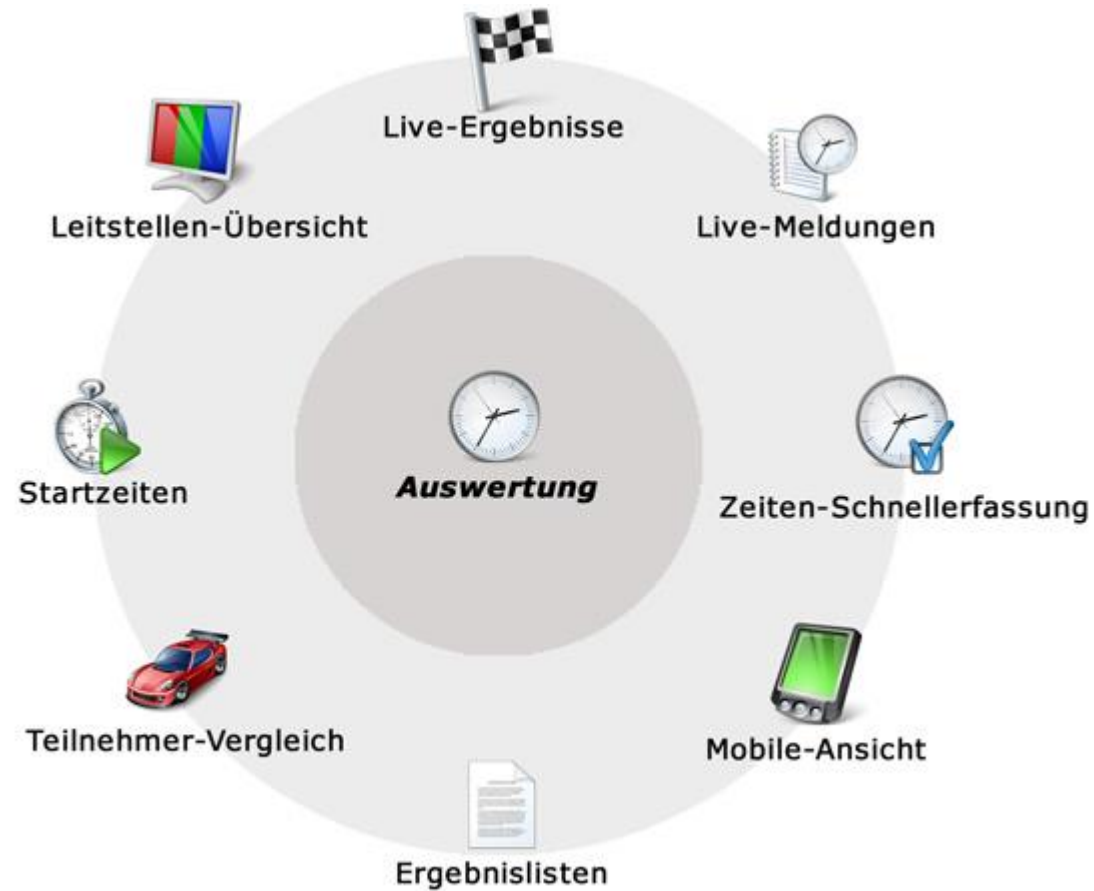 Live-Ergebnisse
Leitstellen-Übersicht
Live-Meldungen
Startzeiten
Auswertung
Zeiten-Schnellerfassung
Teilnehmer-Vergleich
Mobile-Ansicht
Ergebnislisten